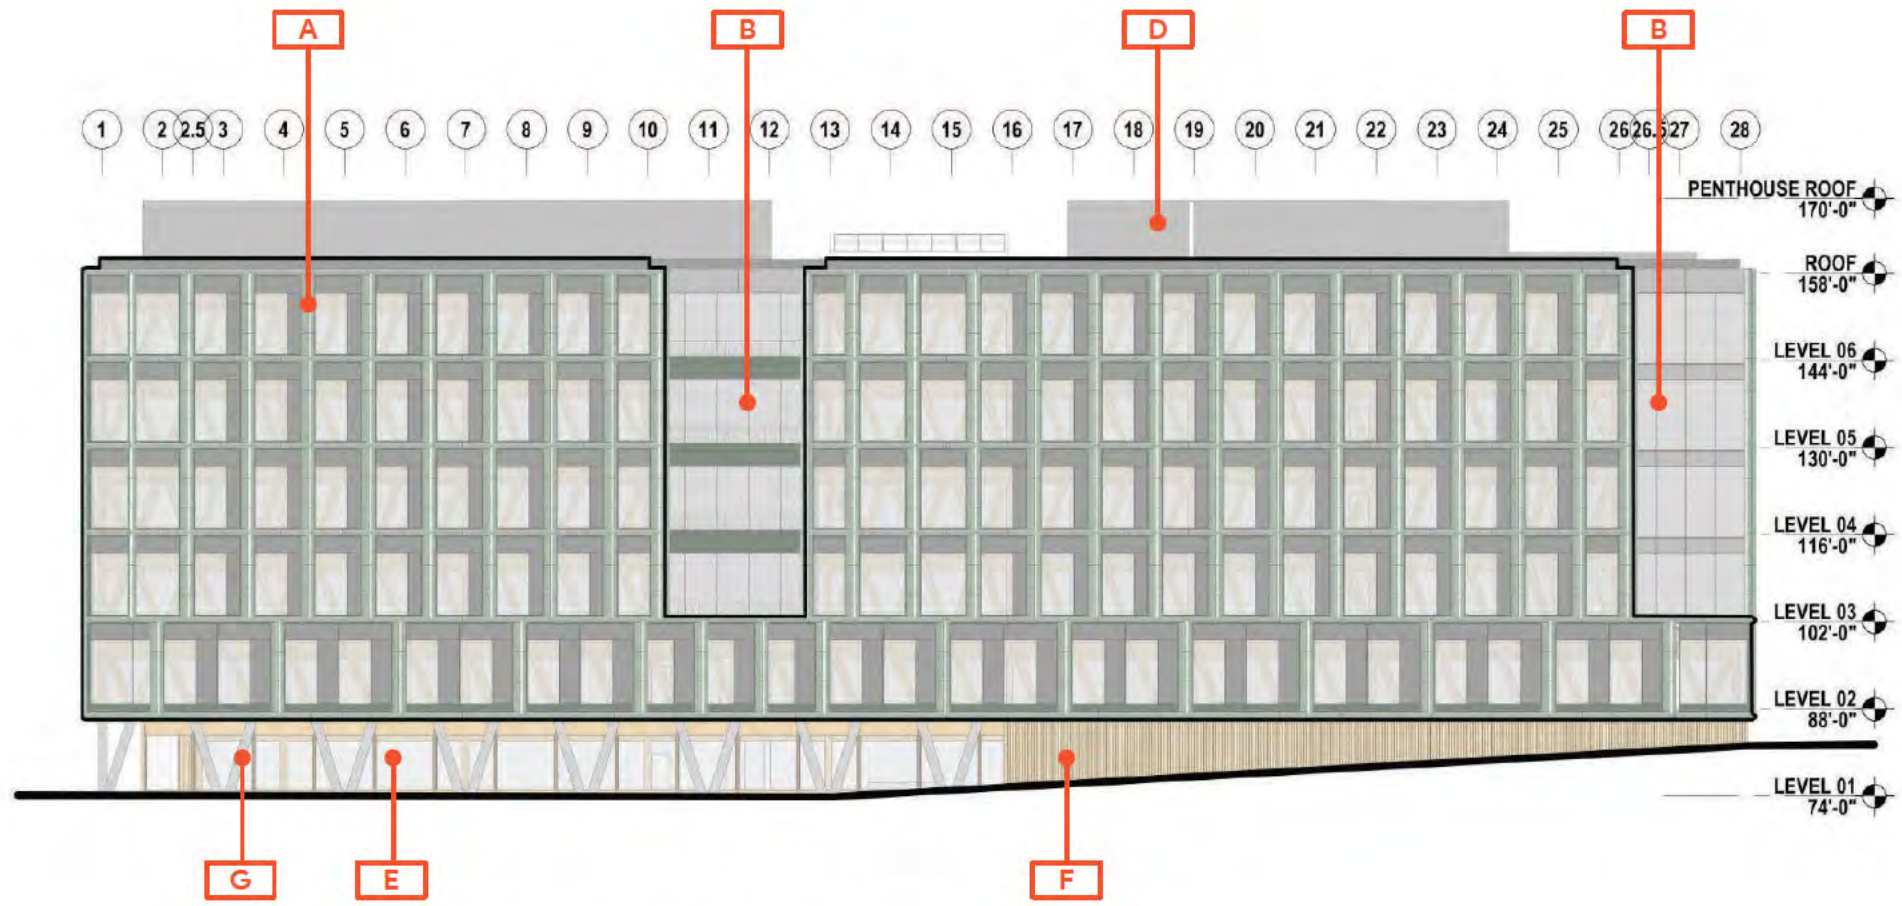 A
B
D
B
1 2 2.5 3 4 5 6 7 8 9 10 11 12 13 14 15 16 17 18 19 20 21 22 23 24 25 26 26.5 27 28
PENTHOUSE ROOF
170'-0"
ROOF
158'-0"
LEVEL 06
144'-0"
LEVEL 05
130'-0"
LEVEL 04
116'-0"
LEVEL 03
102'-0"
LEVEL 02
88'-0"
LEVEL 01
74'-0"
G
E
F